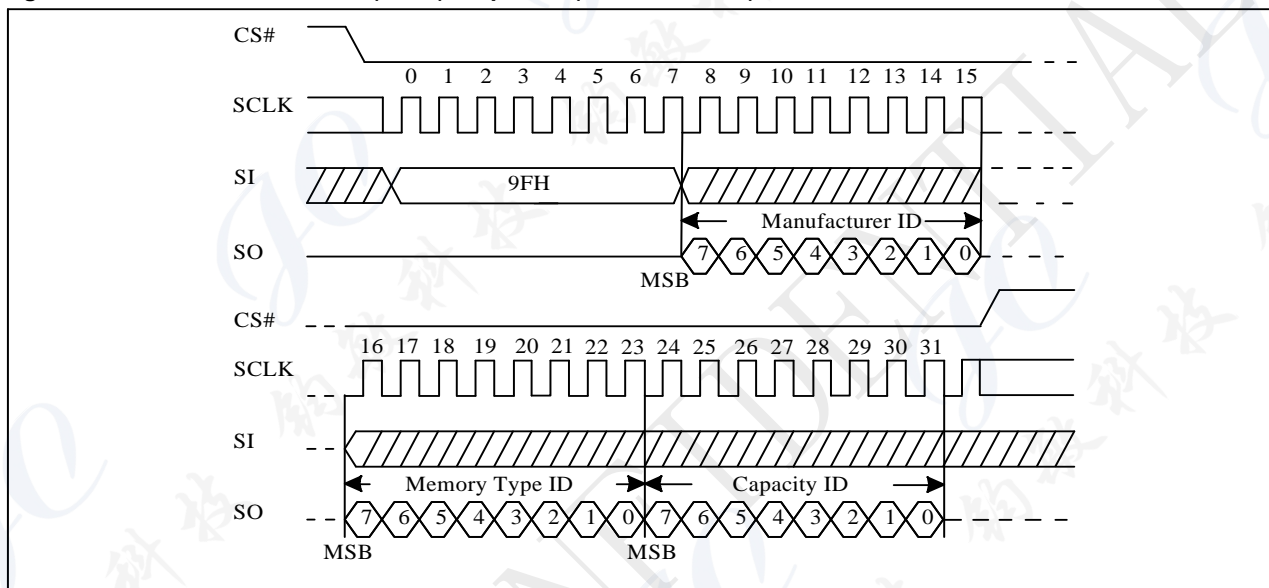 CS#
0 1 2 3 4 5 6 7 8 9 10 11 12 13 14 15
SCLK
SI
9FH
Manufacturer ID
SO
7 6 5 4 3 2 1 0
MSB
CS#
16 17 18 19 20 21 22 23 24 25 26 27 28 29 30 31
SCLK
SI
Memory Type ID Capacity ID
SO
7 6 5 4 3 2 1 0 7 6 5 4 3 2 1 0
MSB MSB